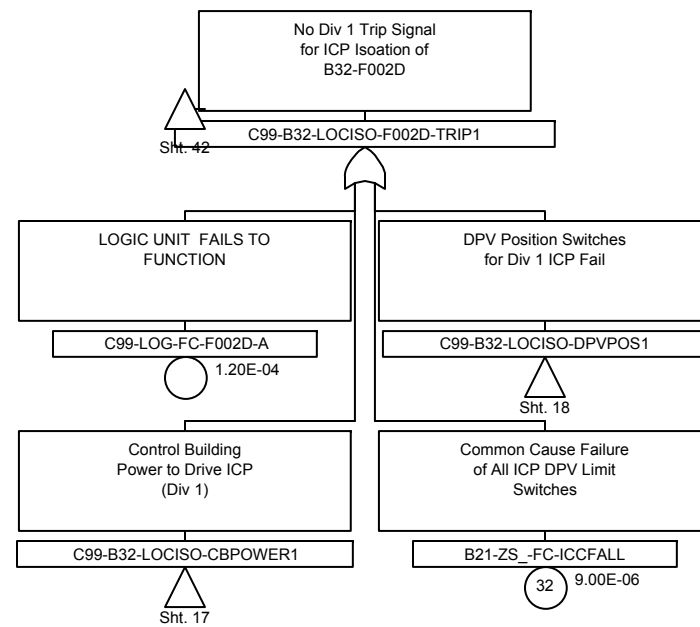 No Div 1 Trip Signal
for ICP Isoation of
B32-F002D
Sht. 42
C99-B32-LOCISO-F002D-TRIP1
LOGIC UNIT FAILS TO
FUNCTION
C99-LOG-FC-F002D-A
1.20E-04
DPV Position Switches
for Div 1 ICP Fail
C99-B32-LOCISO-DPVPOS1
Sht. 18
Control Building
Power to Drive ICP
(Div 1)
C99-B32-LOCISO-CBPOWER1
Sht. 17
Common Cause Failure
of All ICP DPV Limit
Switches
B21-ZS_-FC-ICCFALL
32
9.00E-06